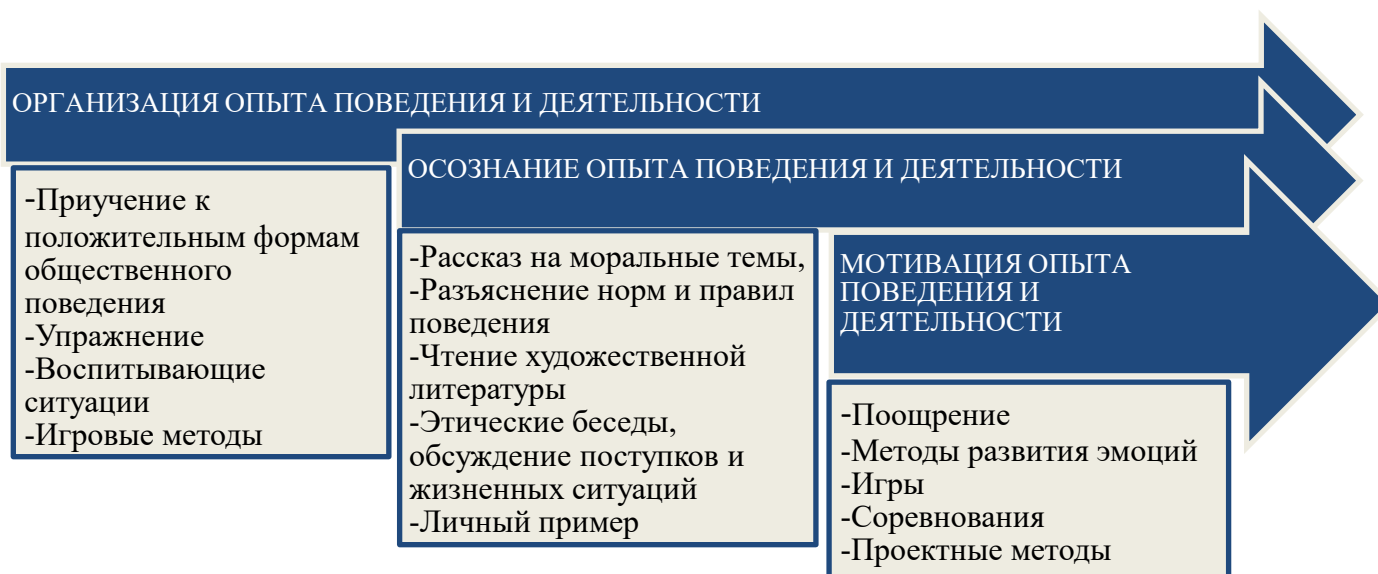 ОРГАНИЗАЦИЯ ОПЫТА ПОВЕДЕНИЯ И ДЕЯТЕЛЬНОСТИ
-Приучение к
положительным формам
общественного
поведения
-Упражнение
-Воспитывающие
ситуации
-Игровые методы
ОСОЗНАНИЕ ОПЫТА ПОВЕДЕНИЯ И ДЕЯТЕЛЬНОСТИ
-Рассказ на моральные темы,
-Разъяснение норм и правил
поведения
-Чтение художественной
литературы
-Этические беседы,
обсуждение поступков и
жизненных ситуаций
-Личный пример
МОТИВАЦИЯ ОПЫТА
ПОВЕДЕНИЯ И
ДЕЯТЕЛЬНОСТИ
-Поощрение
-Методы развития эмоций
-Игры
-Соревнования
-Проектные методы